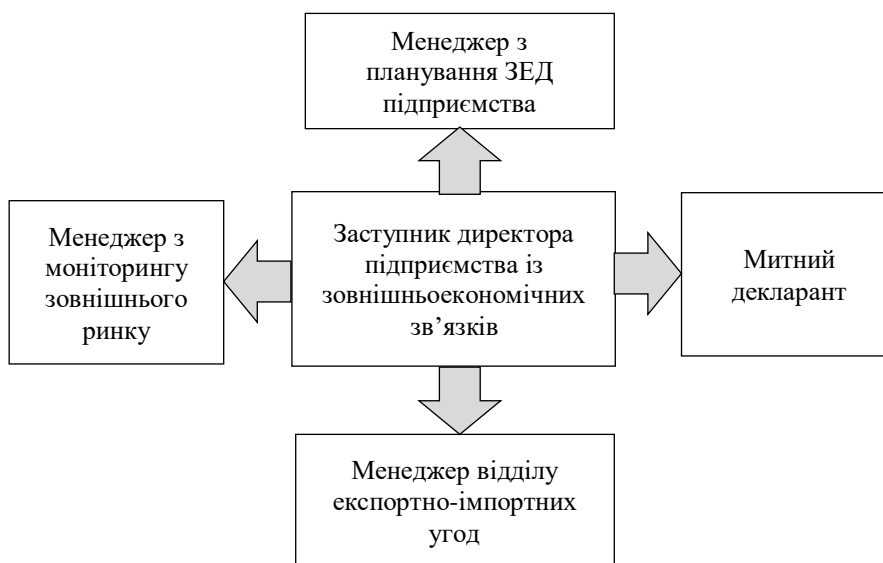 Менеджер з
планування ЗЕД
підприємства
Менеджер з
моніторингу
зовнішнього
ринку
Заступник директора
підприємства із
зовнішньоекономічних
зв’язків
Митний
декларант
Менеджер відділу
експортно-імпортних
угод